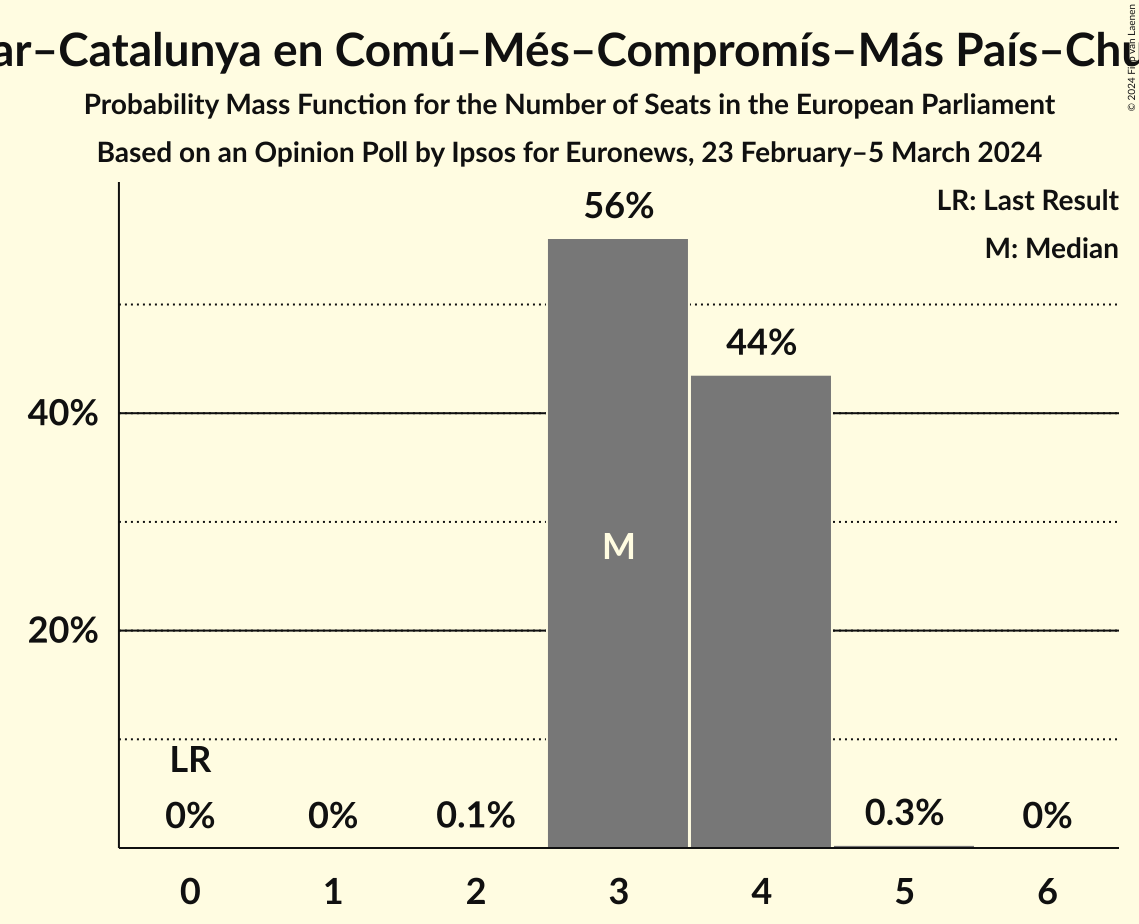 ar–Catalunya en Comú–Més–Compromís–Más País–Chu
© 2024 Filip van Laenen
Probability Mass Function for the Number of Seats in the European Parliament
Based on an Opinion Poll by Ipsos for Euronews, 23 February–5 March 2024
LR: Last Result
M: Median
56%
44%
40%
M
20%
LR
0% 0% 0.1% 0.3% 0%
0 1 2 3 4 5 6